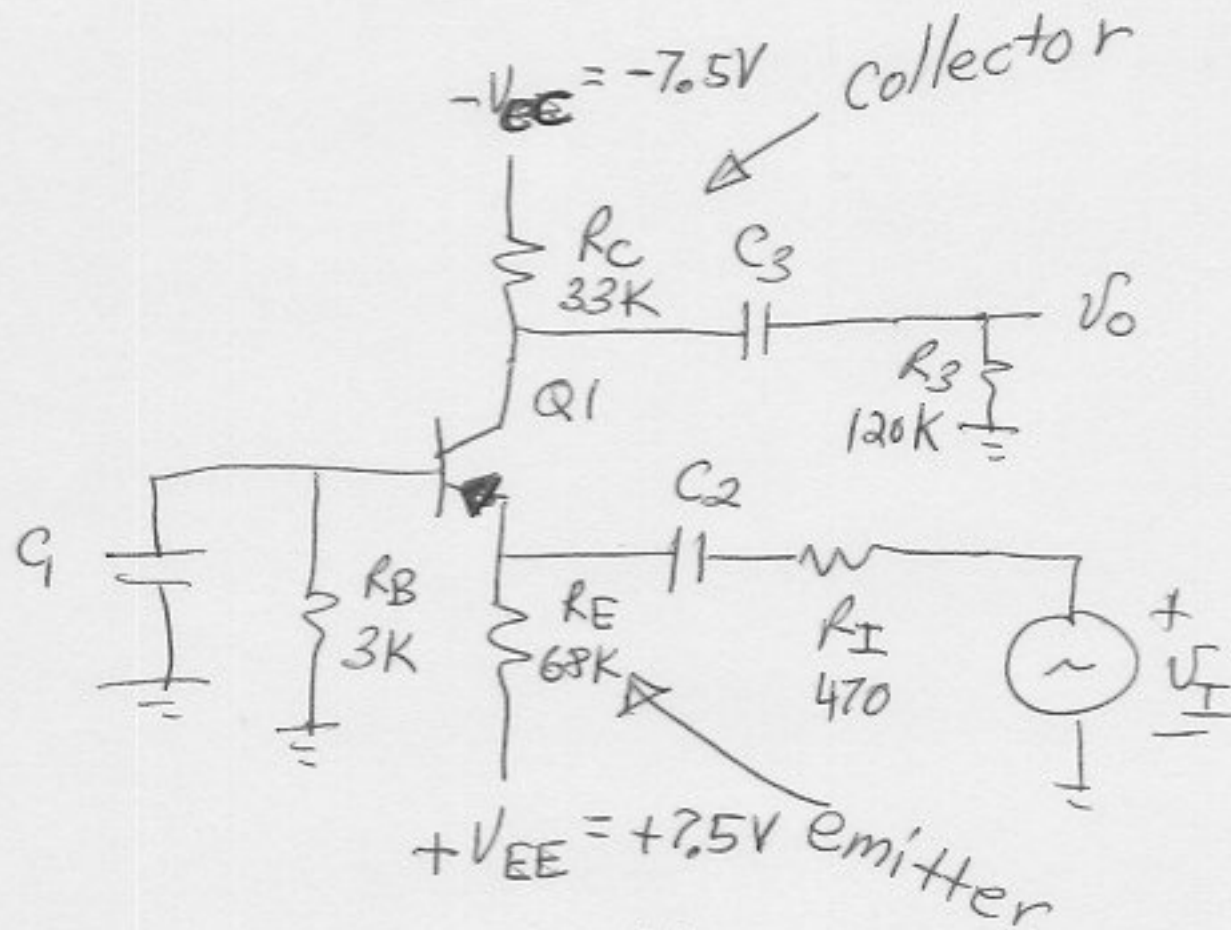 -VCC = -7.5V
collector
RC
33K
C3
Vo
R3
120K
Q1
C2
C1
RB
3K
RE
68K
RI
470
+
VI
+VEE = +7.5V
emitter